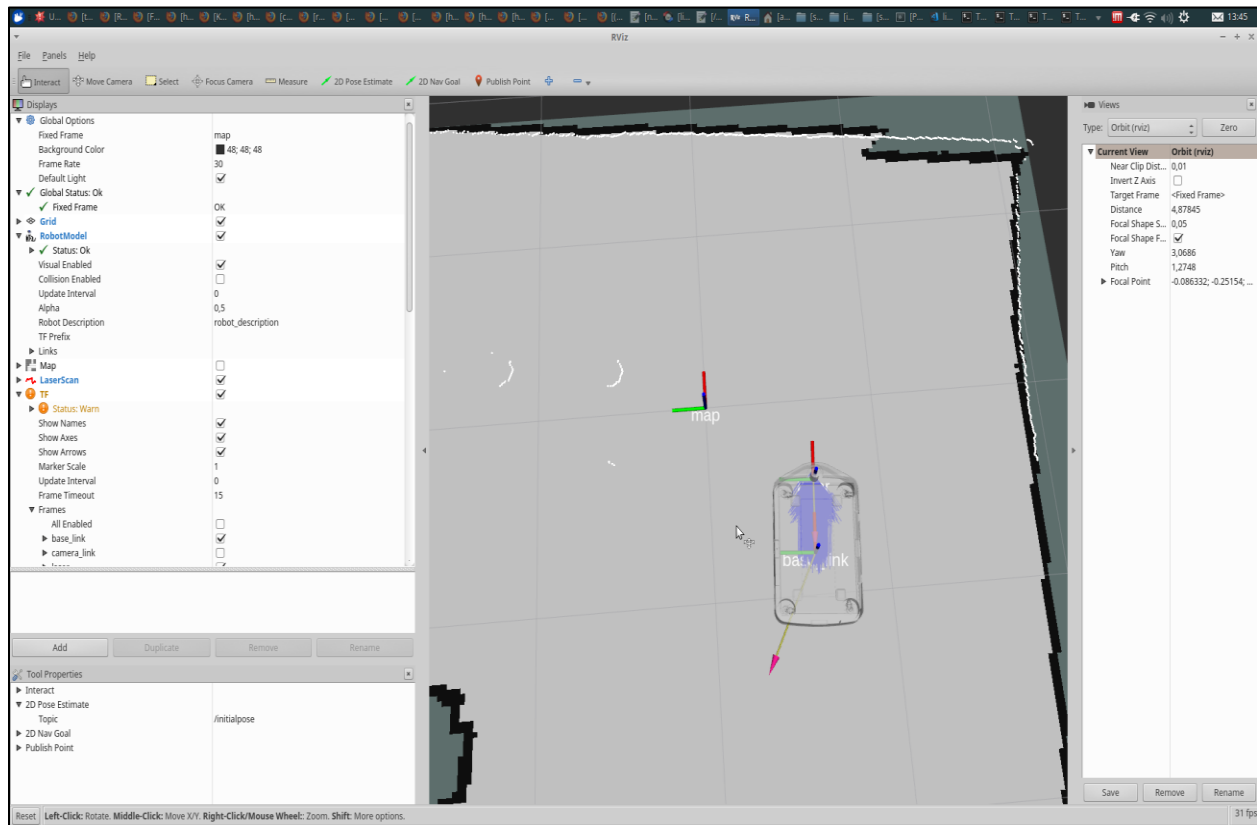 U... [t... [R... [F... [h... [K... [h... [c... [r... [... [... [... [h... [h... [h... [c... [... [... [l... [n... [li... [/... R... [a... [s... [i... [s... [P... li... T... T... T... T... 13:45
RViz
File Panels Help
Interact Move Camera Select Focus Camera Measure 2D Pose Estimate 2D Nav Goal Publish Point
Displays
Global Options
Fixed Frame map
Background Color 48; 48; 48
Frame Rate 30
Default Light
Global Status: Ok
Fixed Frame OK
Grid
RobotModel
Status: Ok
Visual Enabled
Collision Enabled
Update Interval 0
Alpha 0,5
Robot Description robot_description
TF Prefix
Links
Map
LaserScan
TF
Status: Warn
Show Names
Show Axes
Show Arrows
Marker Scale 1
Update Interval 0
Frame Timeout 15
Frames
All Enabled
base_link
camera_link
Add Duplicate Remove Rename
Tool Properties
Interact
2D Pose Estimate
Topic /initialpose
2D Nav Goal
Publish Point
map
Views
Type: Orbit (rviz) Zero
Current View Orbit (rviz)
Near Clip Dist... 0,01
Invert Z Axis
Target Frame <Fixed Frame>
Distance 4,87845
Focal Shape S... 0,05
Focal Shape F...
Yaw 3,0686
Pitch 1,2748
Focal Point -0.086332; -0.25154; ...
Save Remove Rename
Reset Left-Click: Rotate. Middle-Click: Move X/Y. Right-Click/Mouse Wheel:: Zoom. Shift: More options. 31 fps